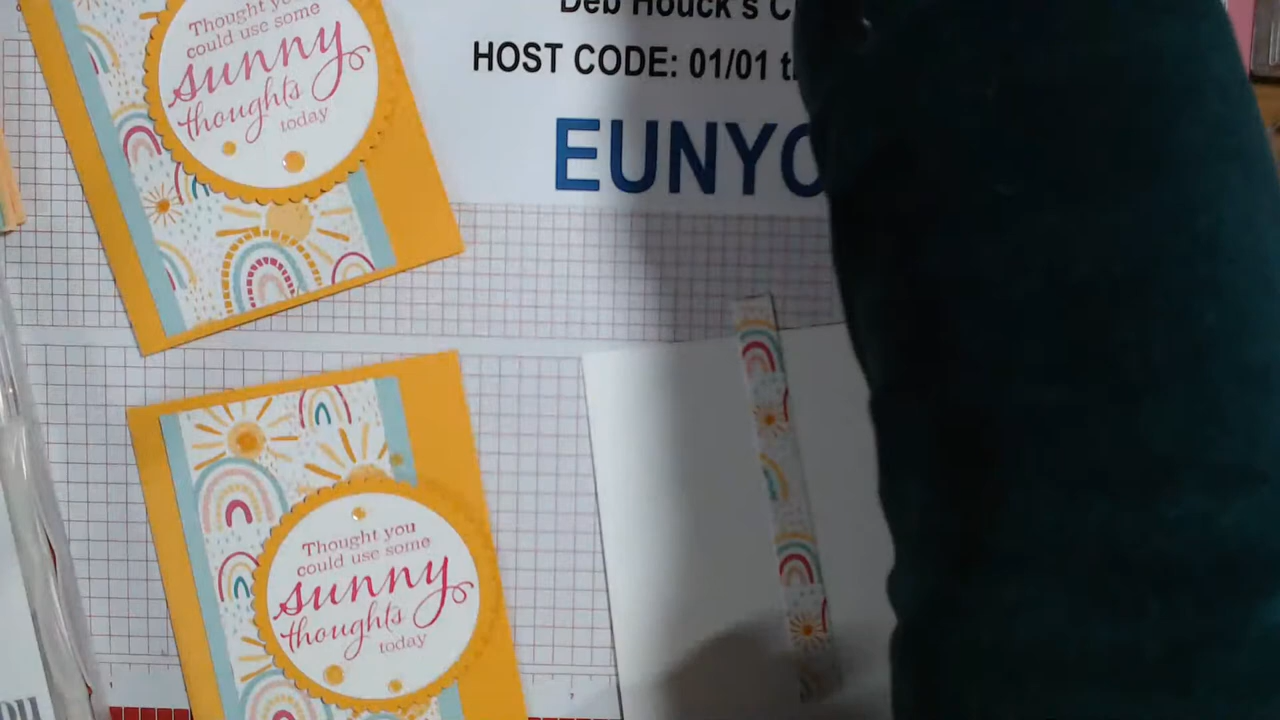 Thought you
could use some
sunny
thoughts
today
Deb Houck's C
HOST CODE: 01/01 t
EUNYC
Thought you
could use some
sunny
thoughts
today